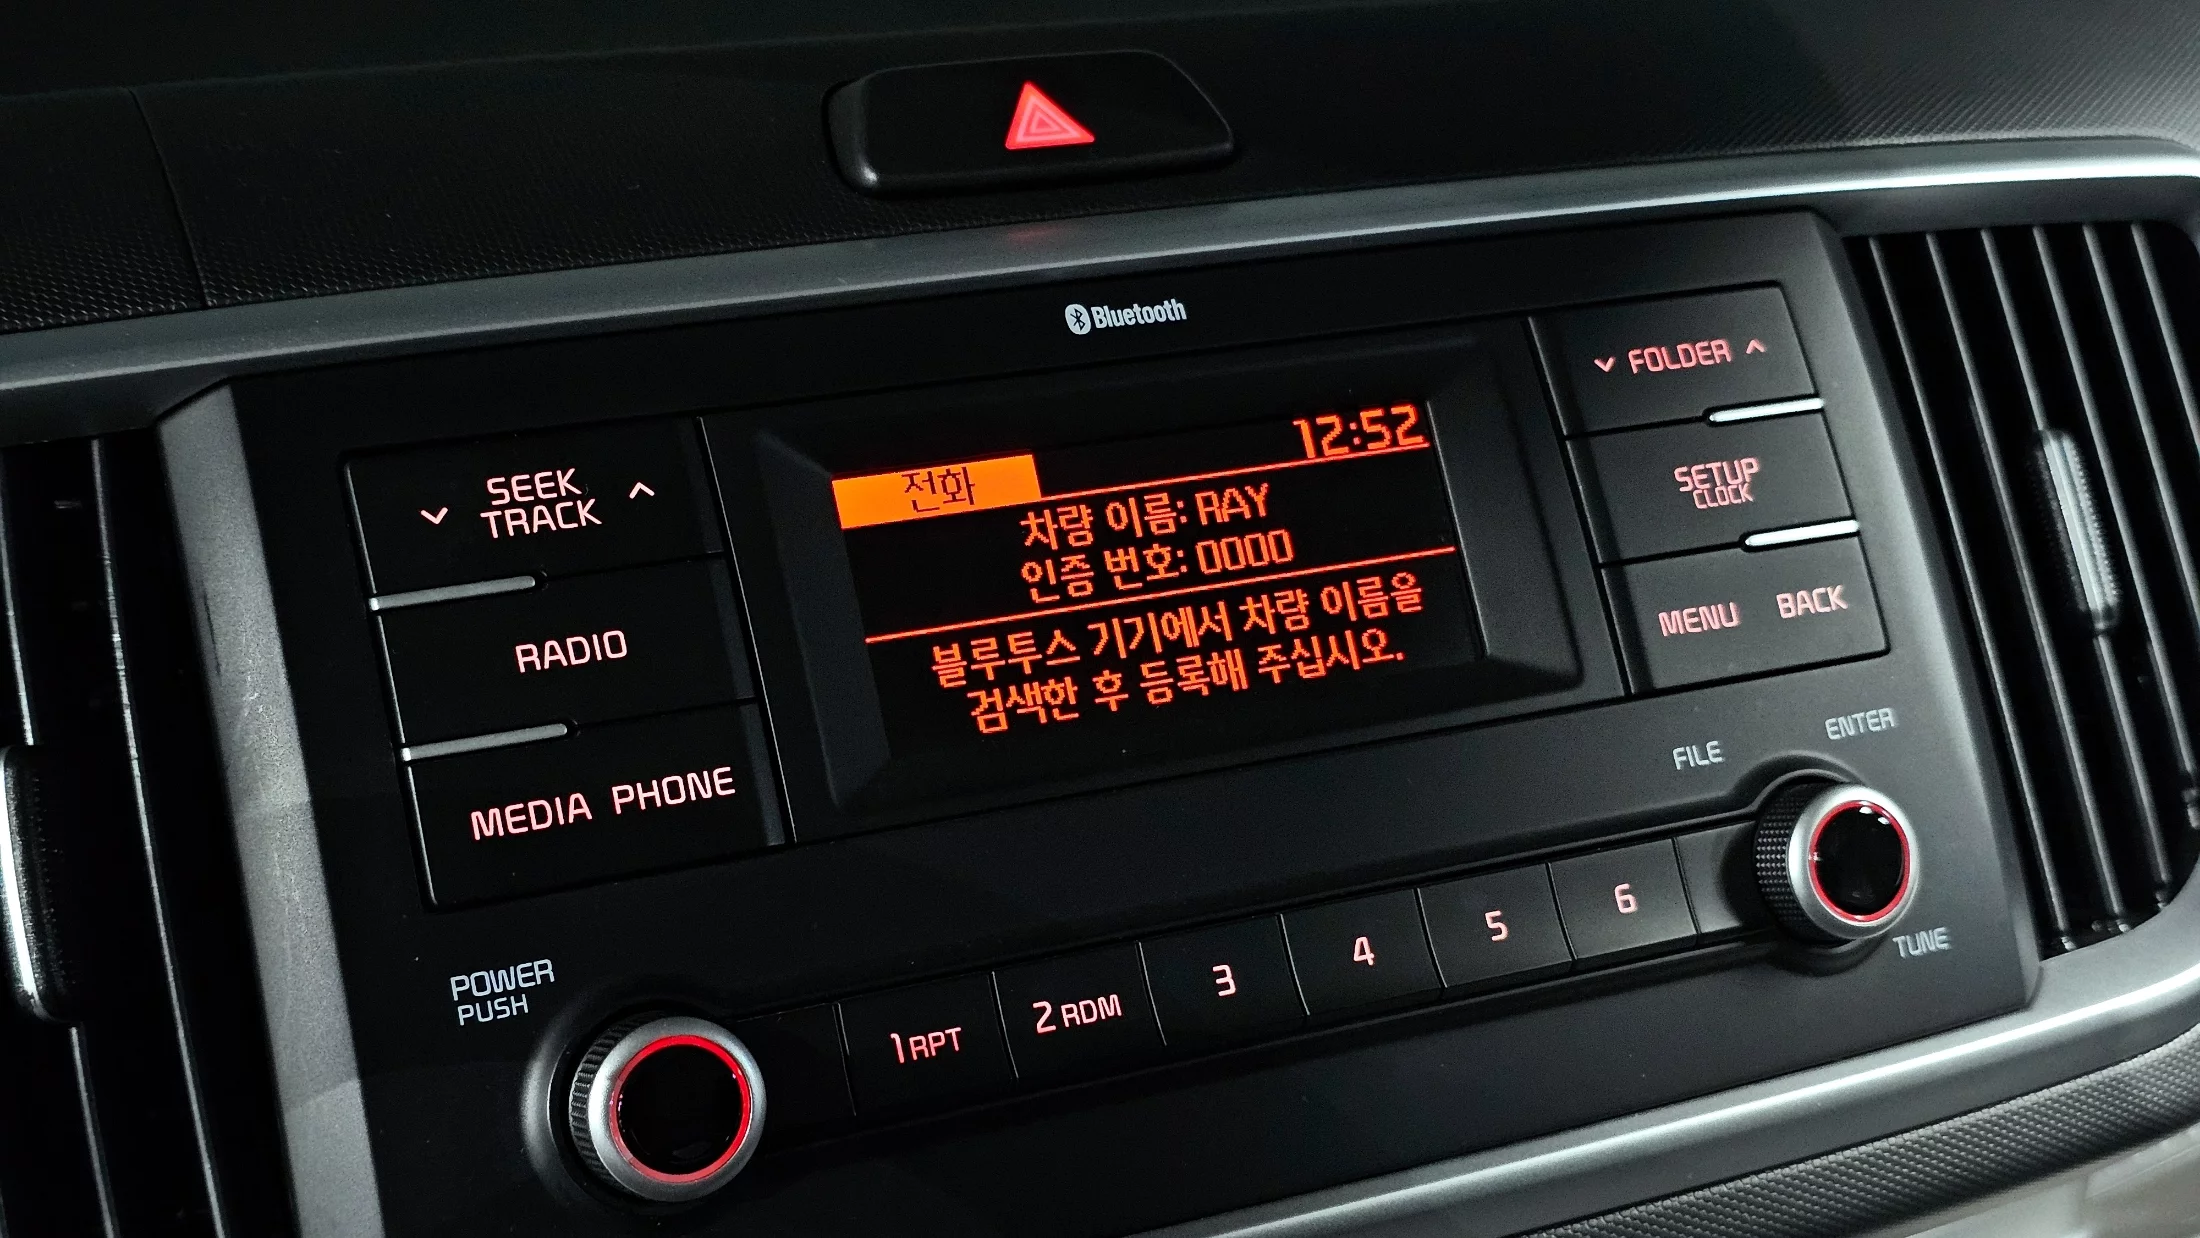 Bluetooth
SEEK
TRACK
RADIO
MEDIA PHONE
12:52
전화
차량 이름: RAY
인증 번호: 0000
블루투스 기기에서 차량 이름을
검색한 후 등록해 주십시오.
FOLDER
SETUP
CLOCK
MENU BACK
FILE
ENTER
TUNE
POWER
PUSH
1 RPT
2 RDM
3
4
5
6